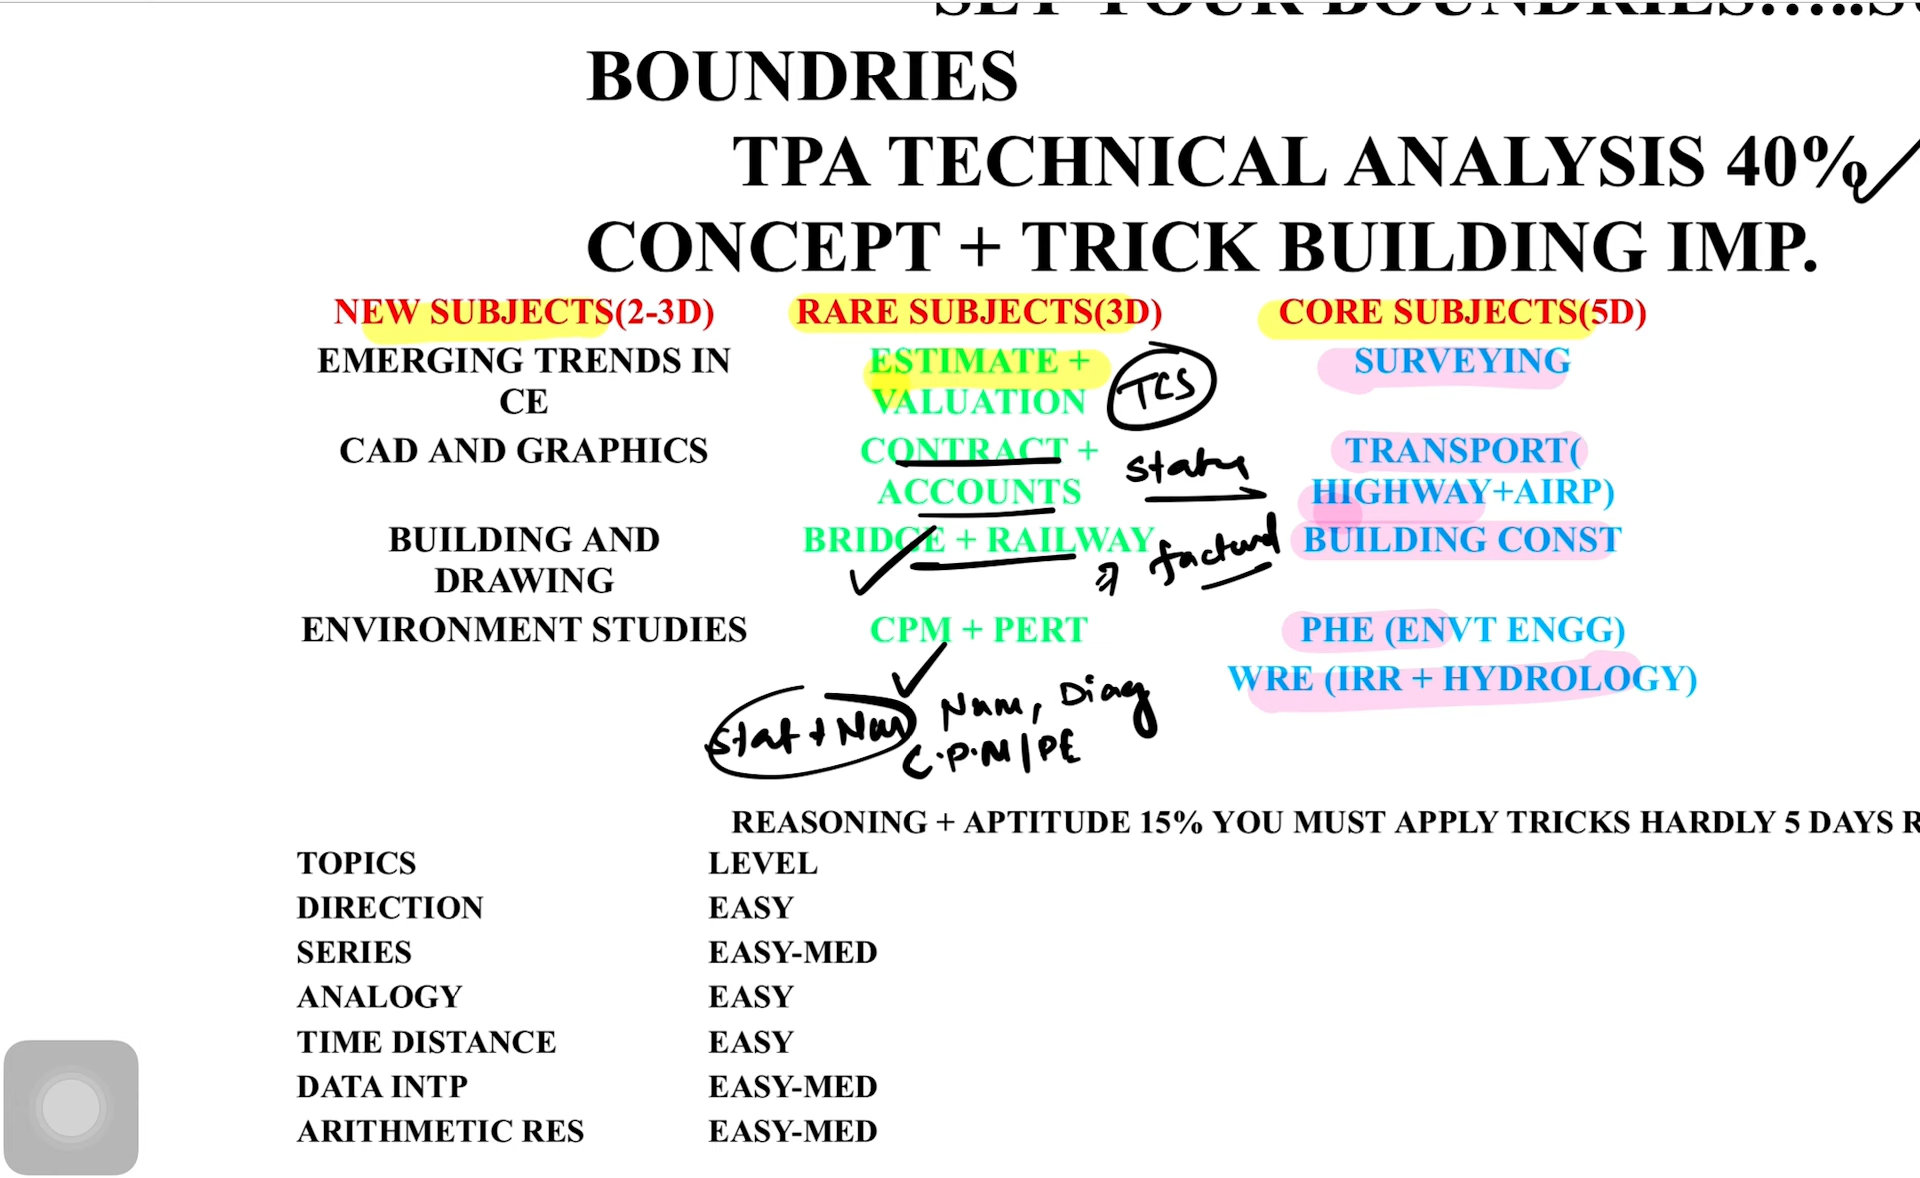 SET YOUR BOUNDRIES
BOUNDRIES
TPA TECHNICAL ANALYSIS 40%
CONCEPT + TRICK BUILDING IMP.
NEW SUBJECTS(2-3D) RARE SUBJECTS(3D) CORE SUBJECTS(5D)
EMERGING TRENDS IN ESTIMATE + SURVEYING
CE VALUATION TCS
CAD AND GRAPHICS CONTRACT + TRANSPORT(
ACCOUNTS HIGHWAY+AIRP)
BUILDING AND BRIDGE + RAILWAY BUILDING CONST
DRAWING
ENVIRONMENT STUDIES CPM + PERT PHE (ENVT ENGG)
WRE (IRR + HYDROLOGY)
Num, Diag
Stat + Num
C.P.M/PE
REASONING + APTITUDE 15% YOU MUST APPLY TRICKS HARDLY 5 DAYS R
TOPICS LEVEL
DIRECTION EASY
SERIES EASY-MED
ANALOGY EASY
TIME DISTANCE EASY
DATA INTP EASY-MED
ARITHMETIC RES EASY-MED